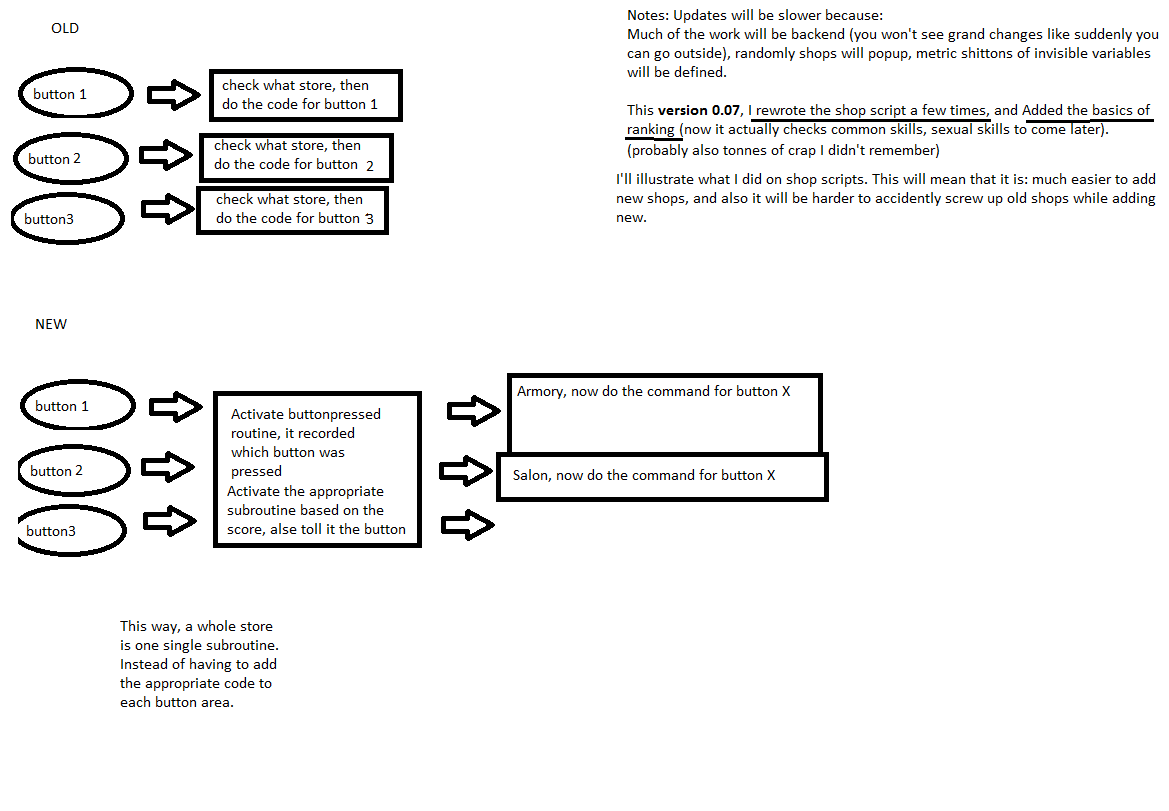 OLD
button 1
check what store, then
do the code for button 1
button 2
check what store, then
do the code for button 2
button3
check what store, then
do the code for button 3
Notes: Updates will be slower because:
Much of the work will be backend (you won't see grand changes like suddenly you
can go outside), randomly shops will popup, metric shittons of invisible variables
will be defined.
This version 0.07, I rewrote the shop script a few times, and Added the basics of
ranking (now it actually checks common skills, sexual skills to come later).
(probably also tonnes of crap I didn't remember)
I'll illustrate what I did on shop scripts. This will mean that it is: much easier to add
new shops, and also it will be harder to accidently screw up old shops while adding
new.
NEW
button 1
button 2
button3
Activate buttonpressed
routine, it recorded
which button was
pressed
Activate the appropriate
subroutine based on the
score, alse toll it the button
Armory, now do the command for button X
Salon, now do the command for button X
This way, a whole store
is one single subroutine.
Instead of having to add
the appropriate code to
each button area.